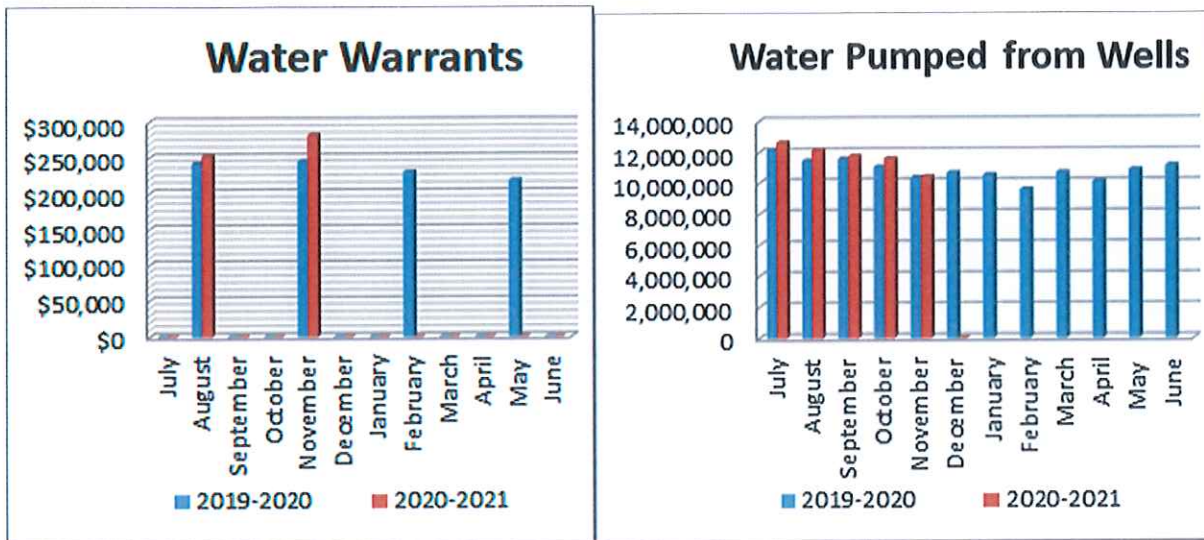 Water Warrants
$300,000
$250,000
$200,000
$150,000
$100,000
$50,000
$0
July
August
September
October
November
December
January
February
March
April
May
June
2019-2020 2020-2021
Water Pumped from Wells
14,000,000
12,000,000
10,000,000
8,000,000
6,000,000
4,000,000
2,000,000
0
July
August
September
October
November
December
January
February
March
April
May
June
2019-2020 2020-2021